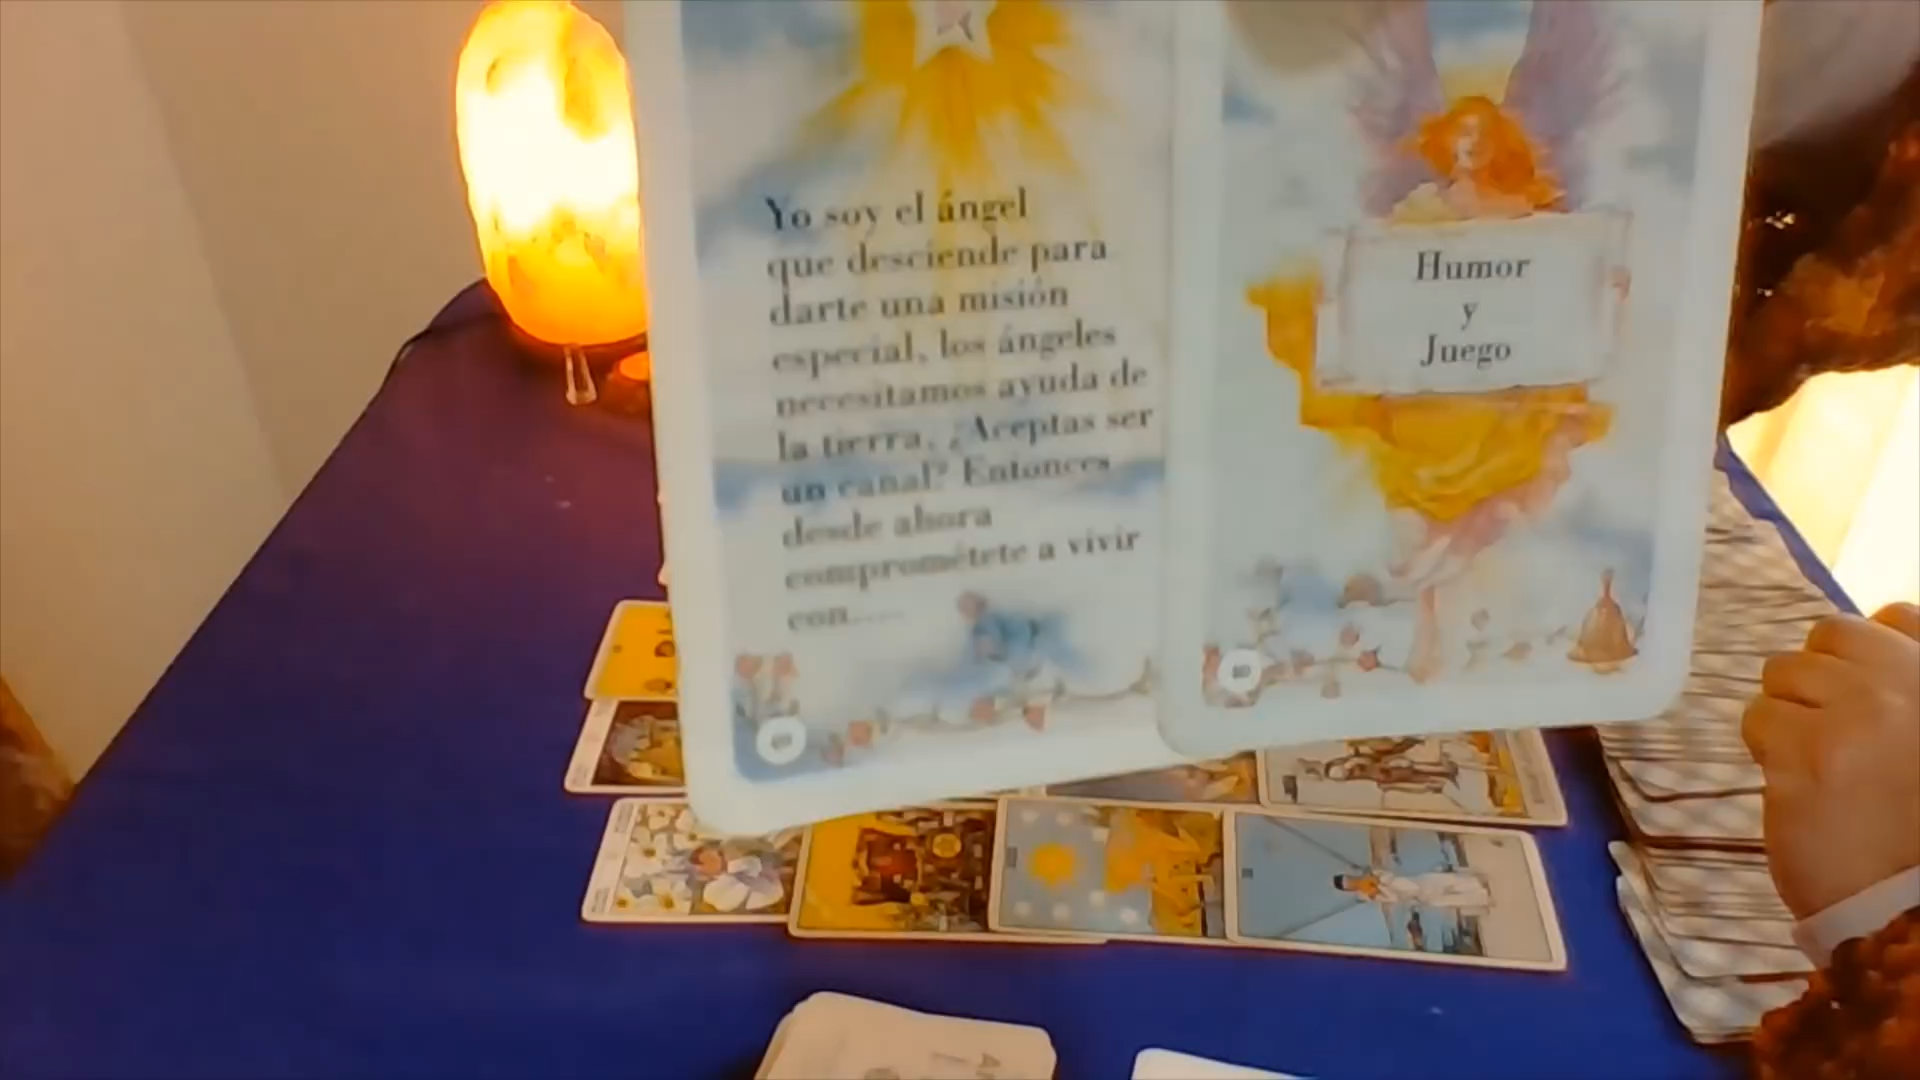 Yo soy el ángel
que desciende para
darte una misión
especial, los ángeles
necesitamos ayuda de
la tierra. ¿Aceptas ser
un canal? Entonces
desde ahora
comprométete a vivir
con.....
Humor
y
Juego